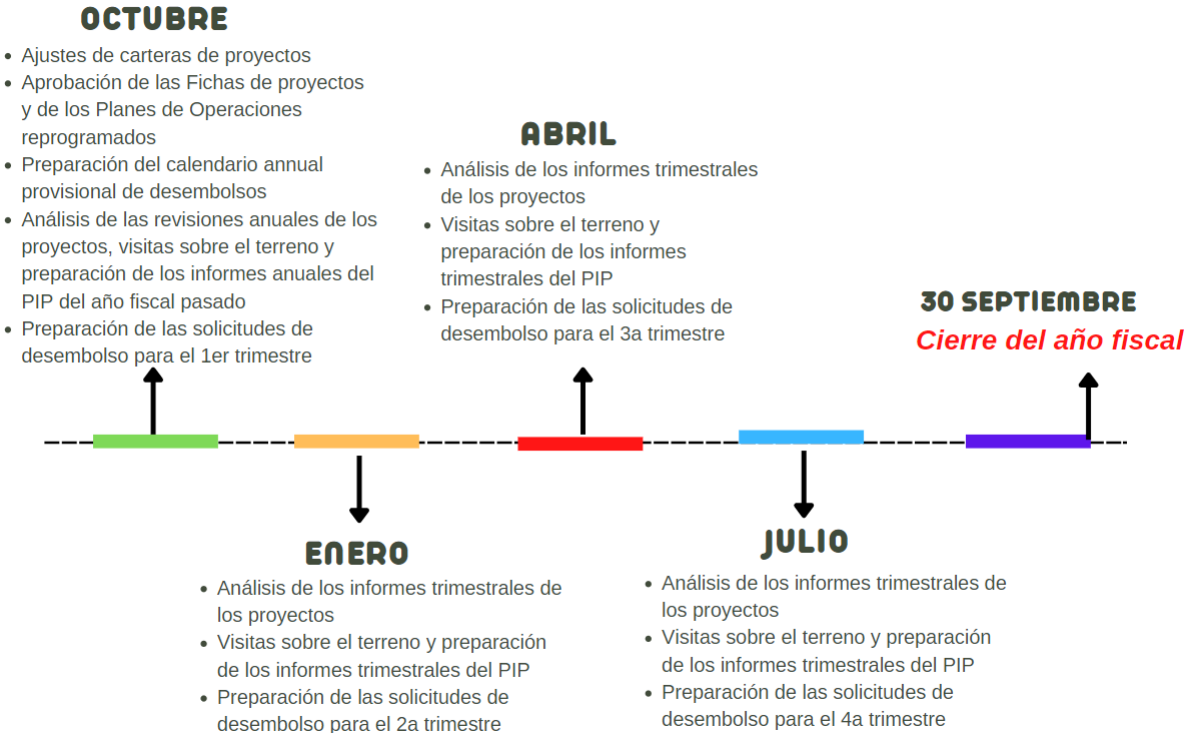 OCTUBRE
• Ajustes de carteras de proyectos
• Aprobación de las Fichas de proyectos
y de los Planes de Operaciones
reprogramados
• Preparación del calendario annual
provisional de desembolsos
• Análisis de las revisiones anuales de los
proyectos, visitas sobre el terreno y
preparación de los informes anuales del
PIP del año fiscal pasado
• Preparación de las solicitudes de
desembolso para el 1er trimestre
ENERO
• Análisis de los informes trimestrales de
los proyectos
• Visitas sobre el terreno y preparación
de los informes trimestrales del PIP
• Preparación de las solicitudes de
desembolso para el 2a trimestre
ABRIL
• Análisis de los informes trimestrales
de los proyectos
• Visitas sobre el terreno y
preparación de los informes
trimestrales del PIP
• Preparación de las solicitudes de
desembolso para el 3a trimestre
JULIO
• Análisis de los informes trimestrales de
los proyectos
• Visitas sobre el terreno y preparación
de los informes trimestrales del PIP
• Preparación de las solicitudes de
desembolso para el 4a trimestre
30 SEPTIEMBRE
Cierre del año fiscal